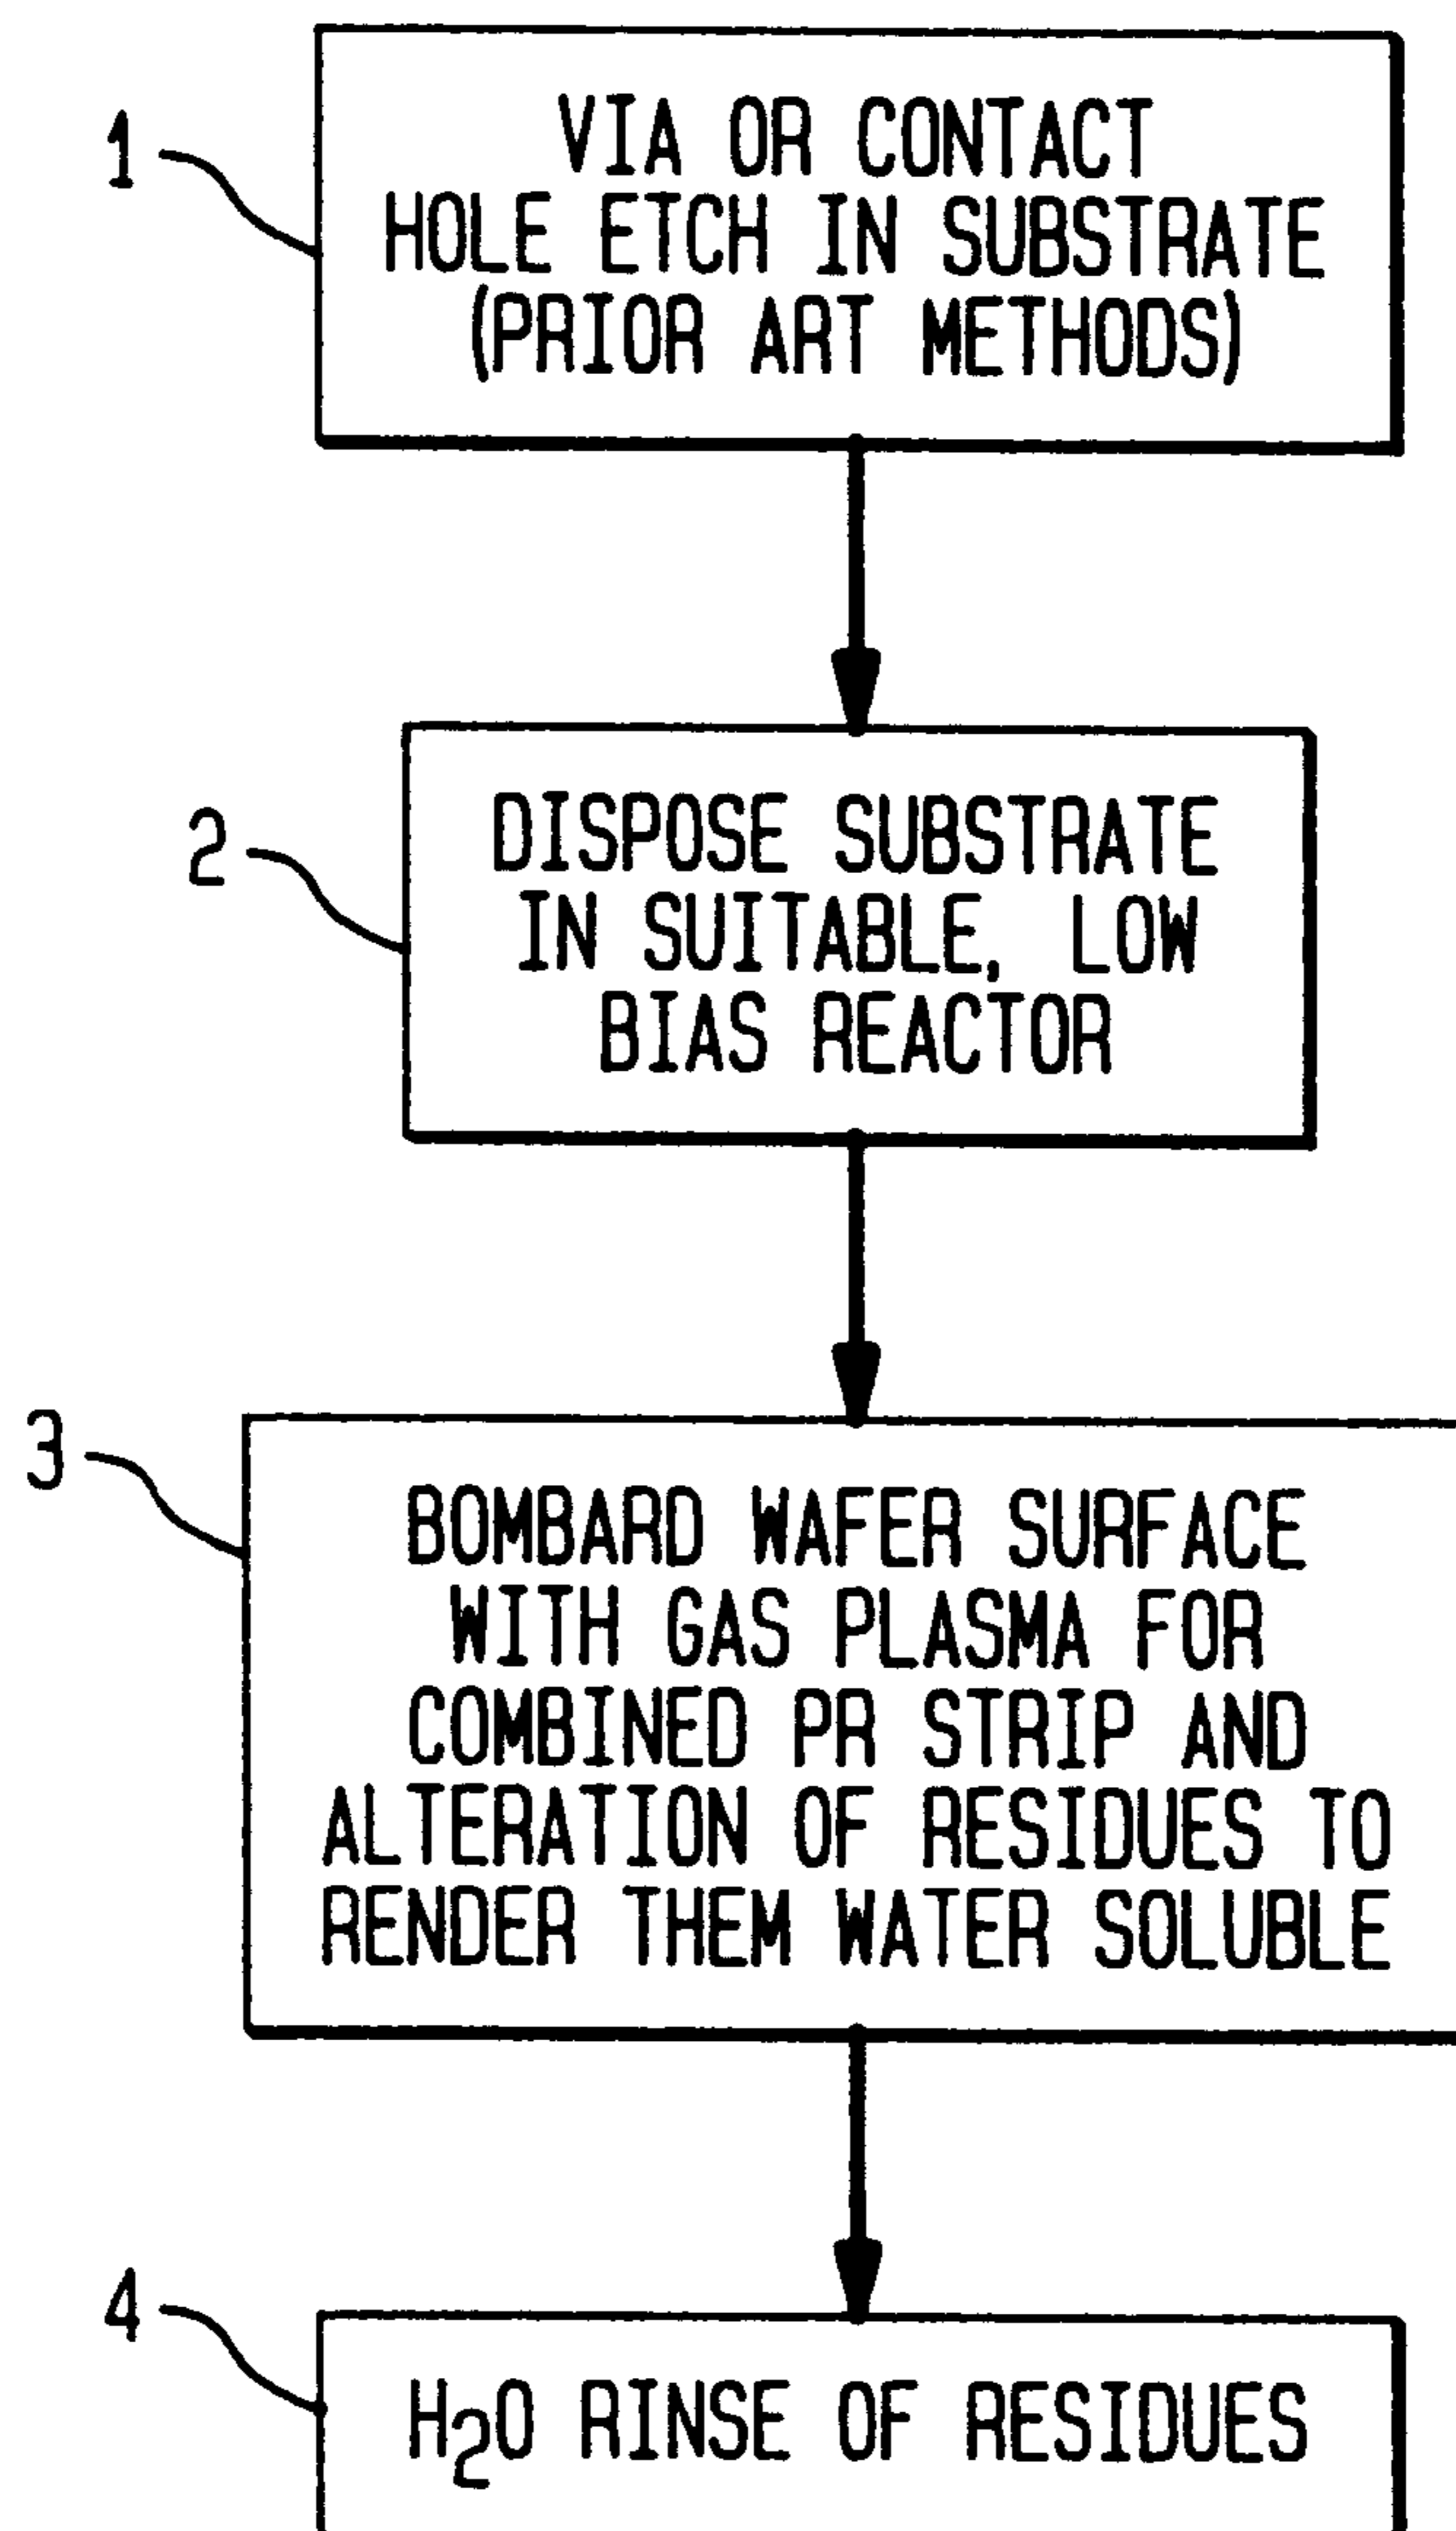 1
VIA OR CONTACT
HOLE ETCH IN SUBSTRATE
(PRIOR ART METHODS)
2
DISPOSE SUBSTRATE
IN SUITABLE, LOW
BIAS REACTOR
3
BOMBARD WAFER SURFACE
WITH GAS PLASMA FOR
COMBINED PR STRIP AND
ALTERATION OF RESIDUES TO
RENDER THEM WATER SOLUBLE
4
H₂O RINSE OF RESIDUES